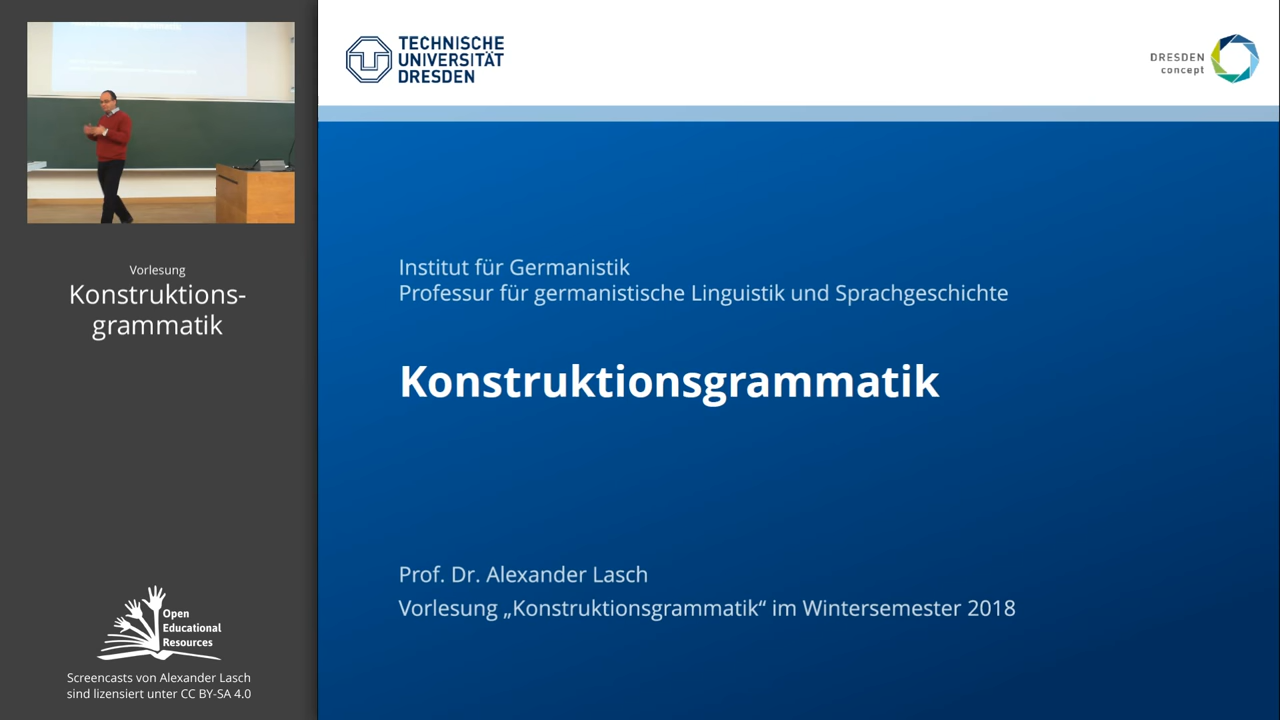 Vorlesung
Konstruktions-
grammatik
Open
Educational
Resources
Screencasts von Alexander Lasch
sind lizensiert unter CC BY-SA 4.0
TECHNISCHE
UNIVERSITÄT
DRESDEN
DRESDEN
concept
Institut für Germanistik
Professur für germanistische Linguistik und Sprachgeschichte
Konstruktionsgrammatik
Prof. Dr. Alexander Lasch
Vorlesung „Konstruktionsgrammatik“ im Wintersemester 2018